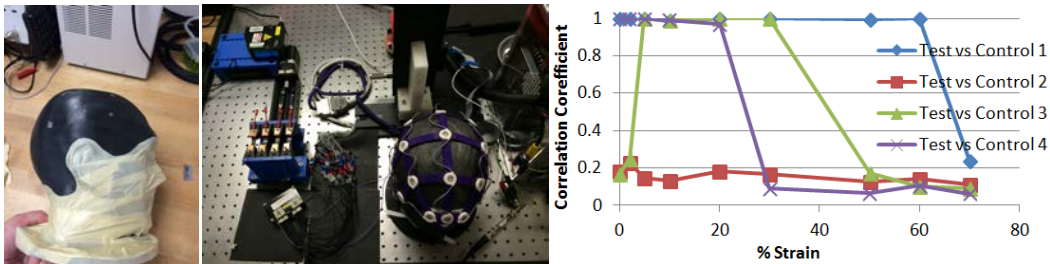 Correlation Corefficient
1
0.8
0.6
0.4
0.2
0
0
20
40
60
80
% Strain
Test vs Control 1
Test vs Control 2
Test vs Control 3
Test vs Control 4